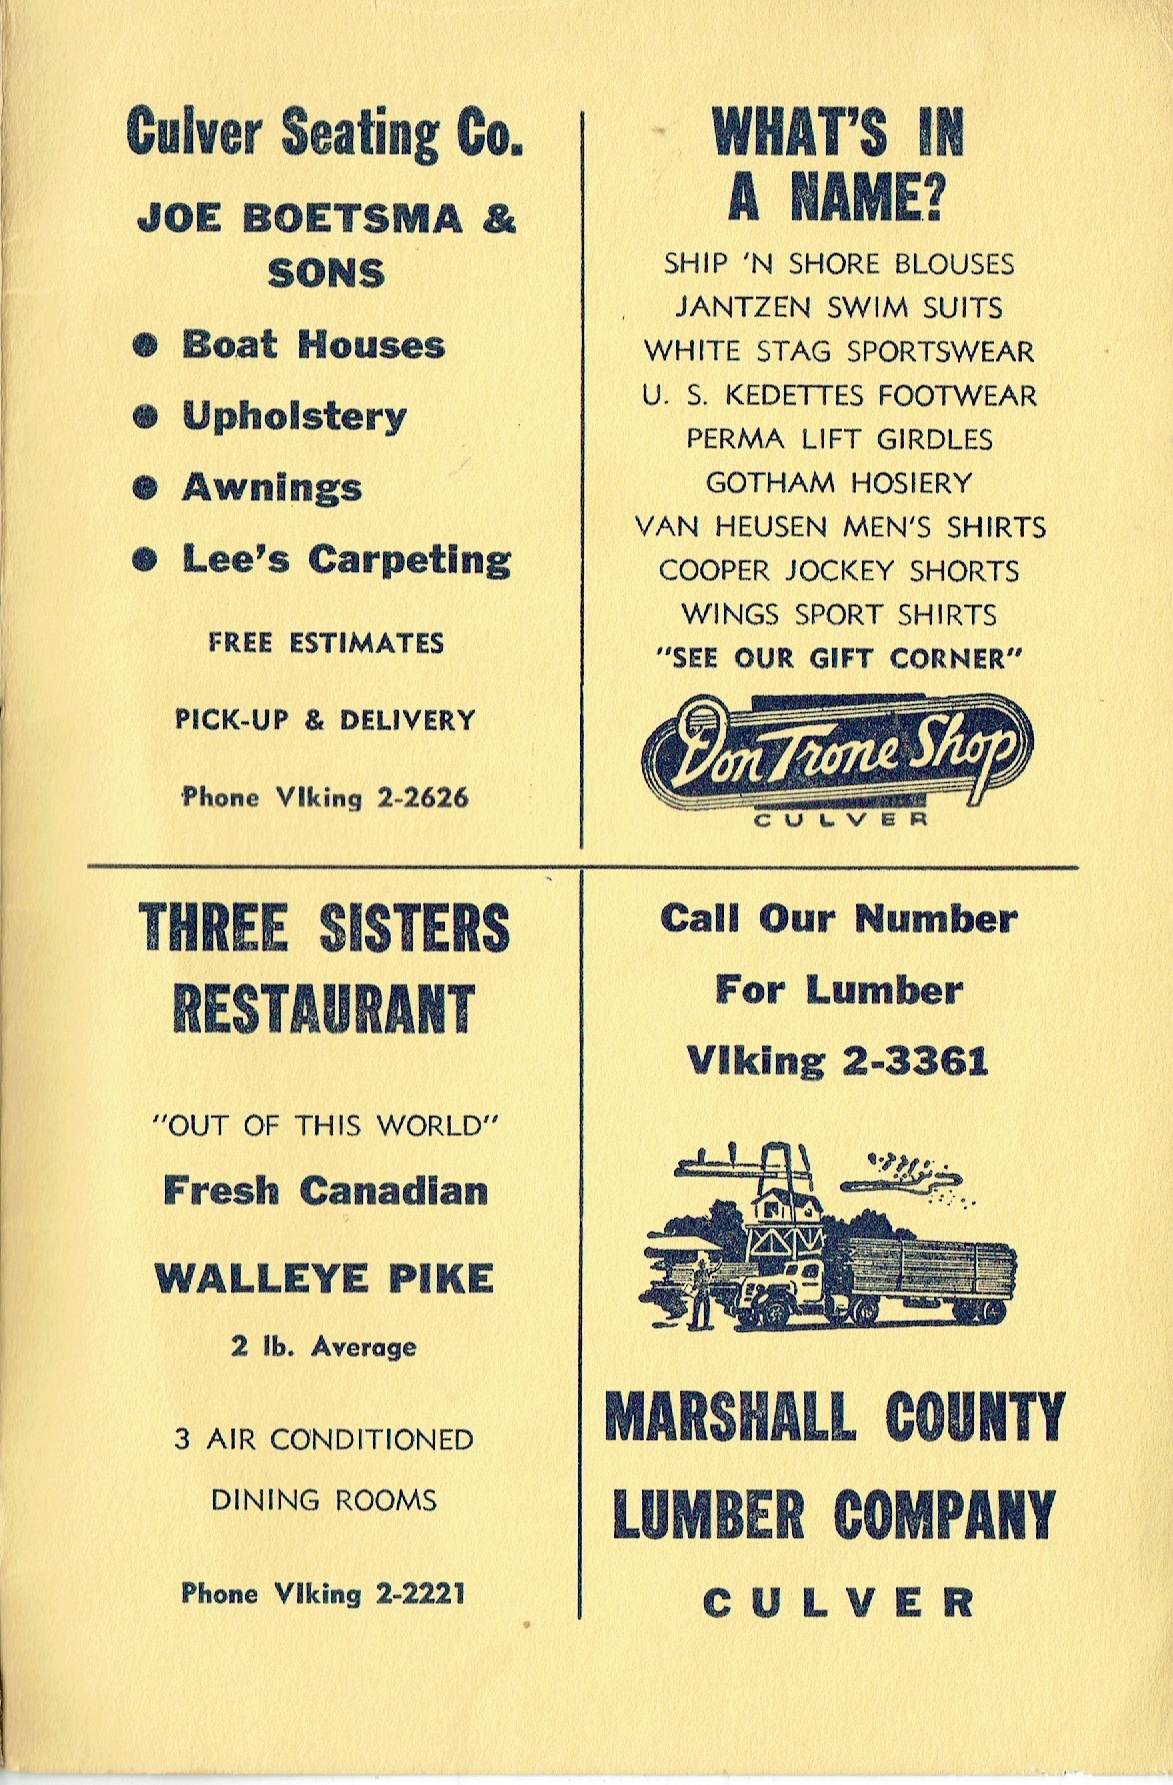 Culver Seating Co.
JOE BOETSMA &
SONS
● Boat Houses
● Upholstery
● Awnings
● Lee's Carpeting
FREE ESTIMATES
PICK-UP & DELIVERY
Phone VIking 2-2626
WHAT'S IN
A NAME?
SHIP 'N SHORE BLOUSES
JANTZEN SWIM SUITS
WHITE STAG SPORTSWEAR
U. S. KEDETTES FOOTWEAR
PERMA LIFT GIRDLES
GOTHAM HOSIERY
VAN HEUSEN MEN'S SHIRTS
COOPER JOCKEY SHORTS
WINGS SPORT SHIRTS
"SEE OUR GIFT CORNER"
Don Trone Shop
CULVER
THREE SISTERS
RESTAURANT
"OUT OF THIS WORLD"
Fresh Canadian
WALLEYE PIKE
2 lb. Average
3 AIR CONDITIONED
DINING ROOMS
Phone VIking 2-2221
Call Our Number
For Lumber
VIking 2-3361
MARSHALL COUNTY
LUMBER COMPANY
CULVER